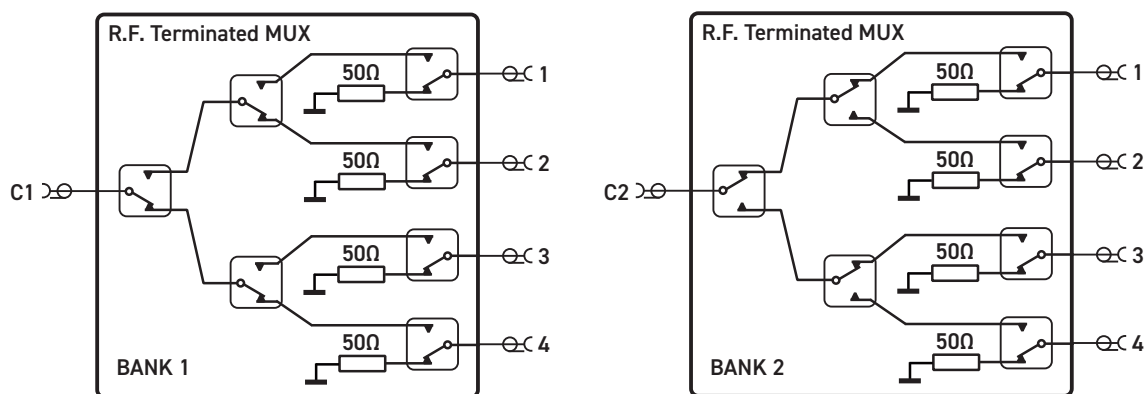 R.F. Terminated MUX
50Ω
1
50Ω
2
C1
50Ω
3
50Ω
4
BANK 1
R.F. Terminated MUX
50Ω
1
50Ω
2
C2
50Ω
3
50Ω
4
BANK 2